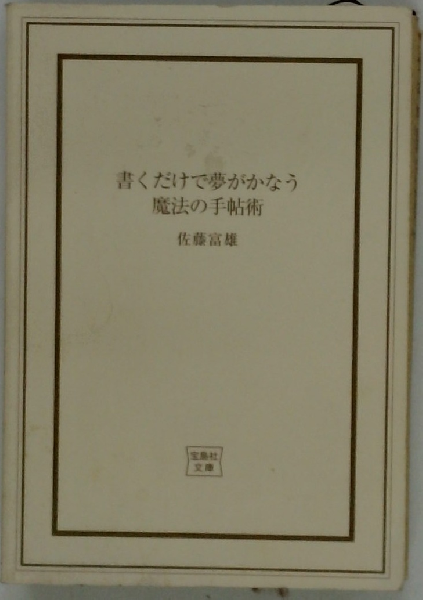 書くだけで夢がかなう
魔法の手帖術
佐藤富雄
宝島社
文庫